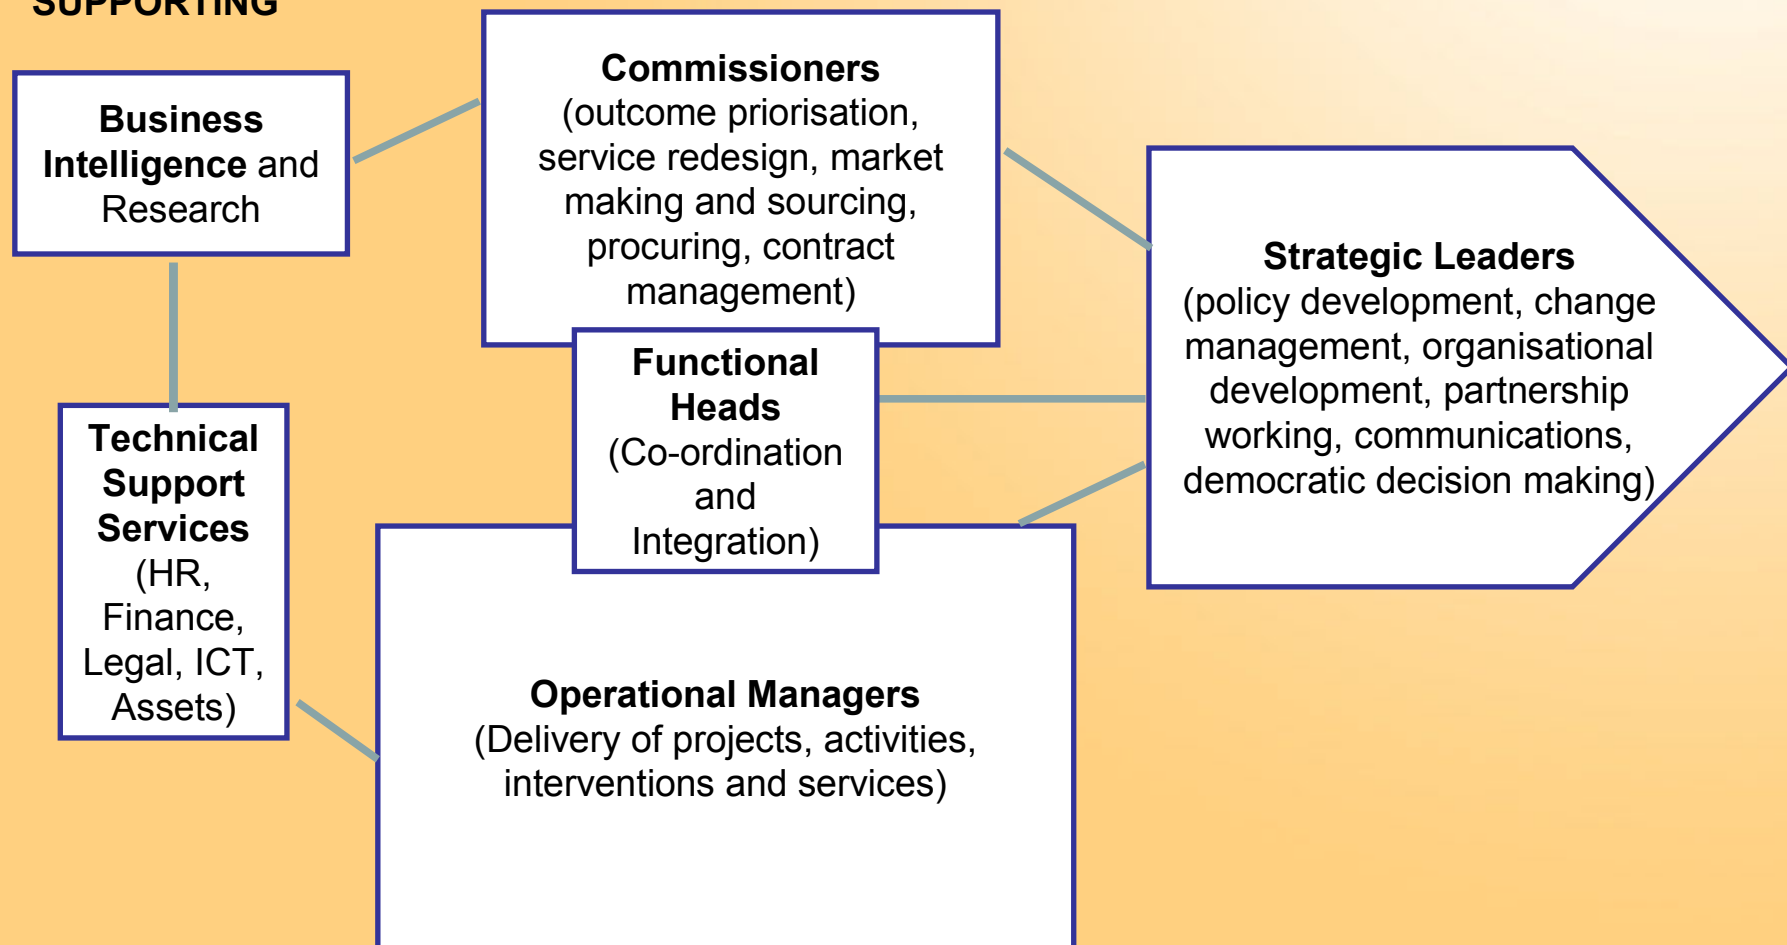 SUPPORTING
Business
Intelligence and
Research
Commissioners
(outcome priorisation,
service redesign, market
making and sourcing,
procuring, contract
management)
Functional
Heads
(Co-ordination
and
Integration)
Strategic Leaders
(policy development, change
management, organisational
development, partnership
working, communications,
democratic decision making)
Technical
Support
Services
(HR,
Finance,
Legal, ICT,
Assets)
Operational Managers
(Delivery of projects, activities,
interventions and services)